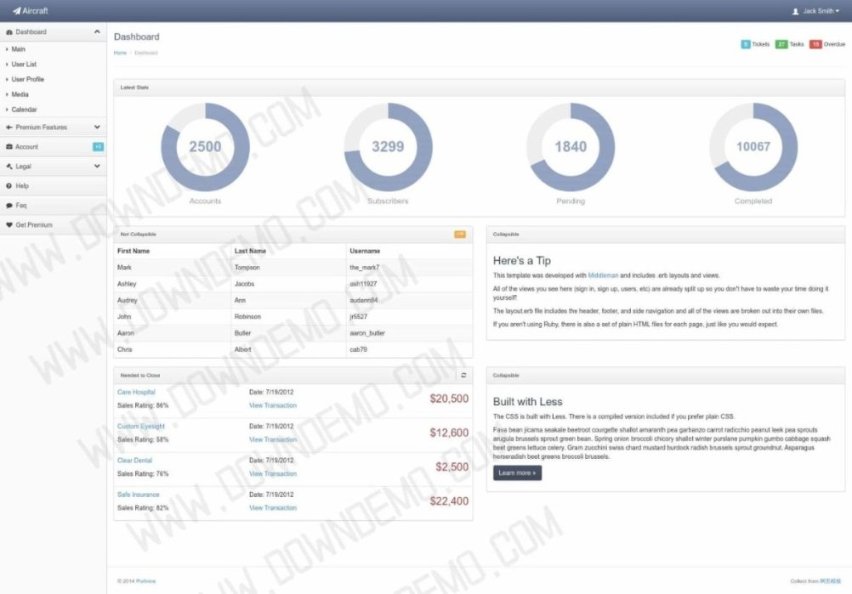 Aircraft
Jack Smith
Dashboard
Main
User List
User Profile
Media
Calendar
Premium Features
Account
Legal
Help
Faq
Get Premium
Dashboard
Home Dashboard
Tickets
Tasks
Overdue
Latest Stats
2500
3299
1840
10067
Accounts
Subscribers
Pending
Completed
Not Collapsible
First Name Last Name Username
Mark Tompson the_mark7
Ashley Jacobs ash11927
Audrey Ann audann84
John Robinson jr5527
Aaron Butler aaron_butler
Chris Albert cab79
Collapsible
Here's a Tip
This template was developed with Middleman and includes .erb layouts and views.
All of the views you see here (sign in, sign up, users, etc) are already split up so you don't have to waste your time doing it
yourself!
The layout.erb file includes the header, footer, and side navigation and all of the views are broken out into their own files.
If you aren't using Ruby, there is also a set of plain HTML files for each page, just like you would expect.
Needed to Close
Care Hospital Date: 7/19/2012 $20,500
Sales Rating: 86% View Transaction
Custom Eyesight Date: 7/19/2012 $12,600
Sales Rating: 58% View Transaction
Clear Dental Date: 7/19/2012 $2,500
Sales Rating: 76% View Transaction
Safe Insurance Date: 7/19/2012 $22,400
Sales Rating: 82% View Transaction
Collapsible
Built with Less
The CSS is built with Less. There is a compiled version included if you prefer plain CSS.
Fava bean jicama seakale beetroot courgette shallot amaranth pea garbanzo carrot radicchio peanut leek pea sprouts
arugula brussels sprout green bean. Spring onion broccoli chicory shallot winter purslane pumpkin gumbo cabbage squash
beet greens lettuce celery. Gram zucchini swiss chard mustard burdock radish brussels sprout groundnut. Asparagus
horseradish beet greens broccoli brussels.
Learn more »
© 2014 Portnine
Collect from 网页模板
WWW.DOWNDEMO.COM
WWW.DOWNDEMO.COM
WWW.DOWNDEMO.COM
WWW.DOWNDEMO.COM